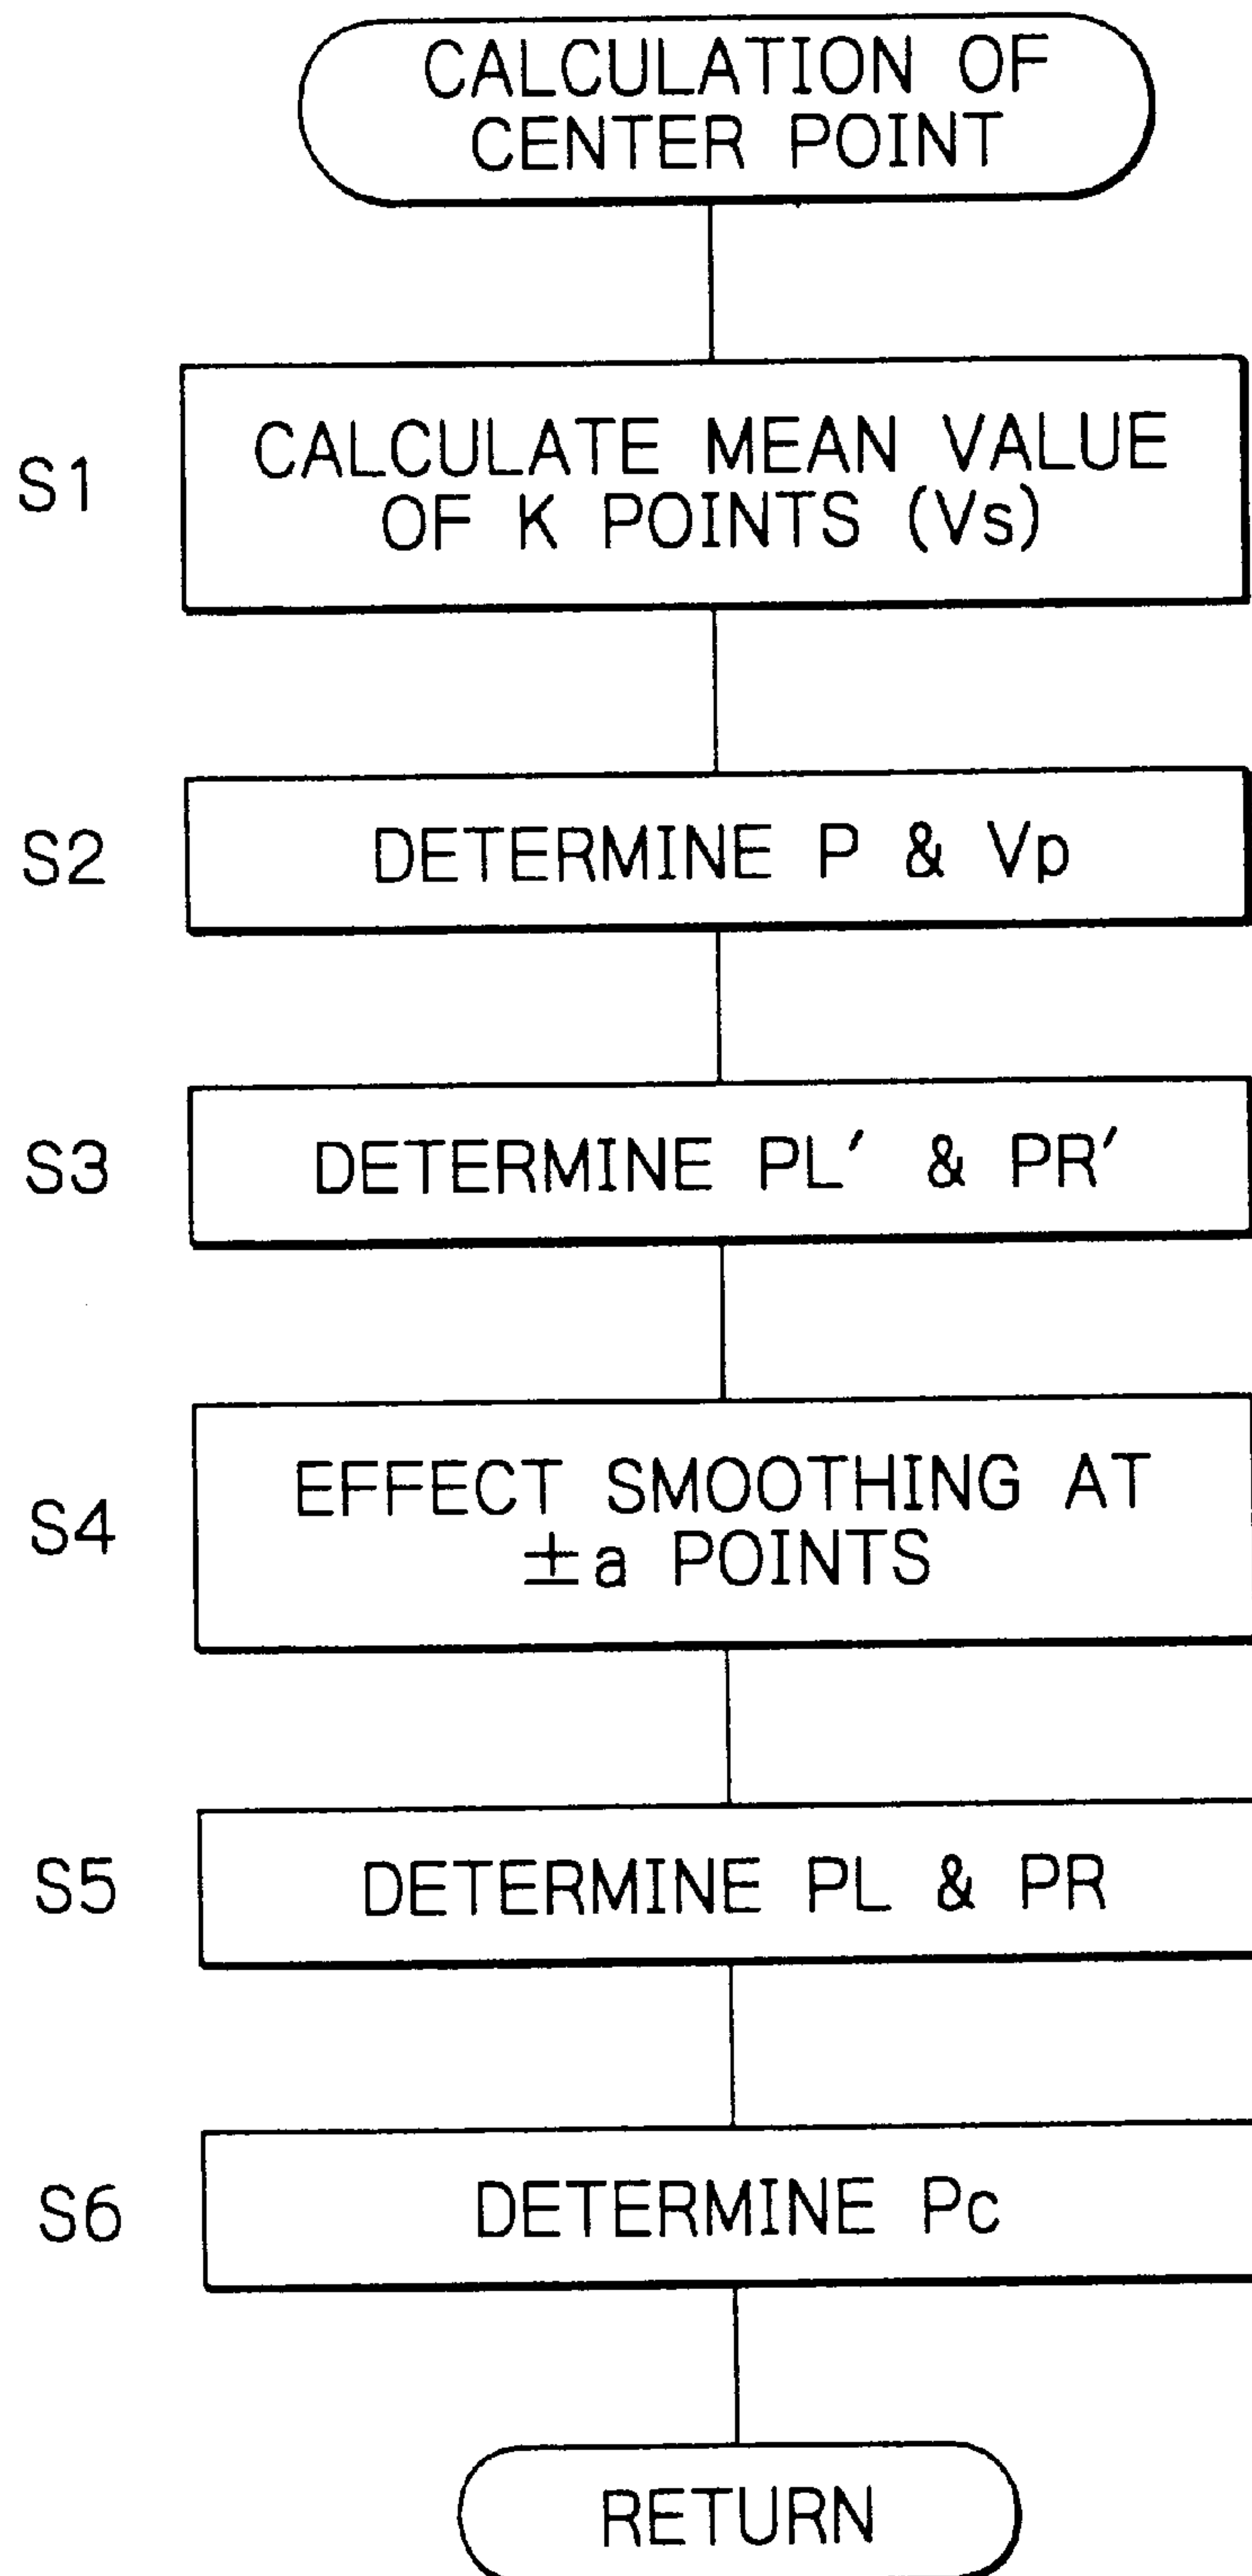 CALCULATION OF
CENTER POINT
S1
CALCULATE MEAN VALUE
OF K POINTS (Vs)
S2
DETERMINE P & Vp
S3
DETERMINE PL′ & PR′
S4
EFFECT SMOOTHING AT
±a POINTS
S5
DETERMINE PL & PR
S6
DETERMINE Pc
RETURN